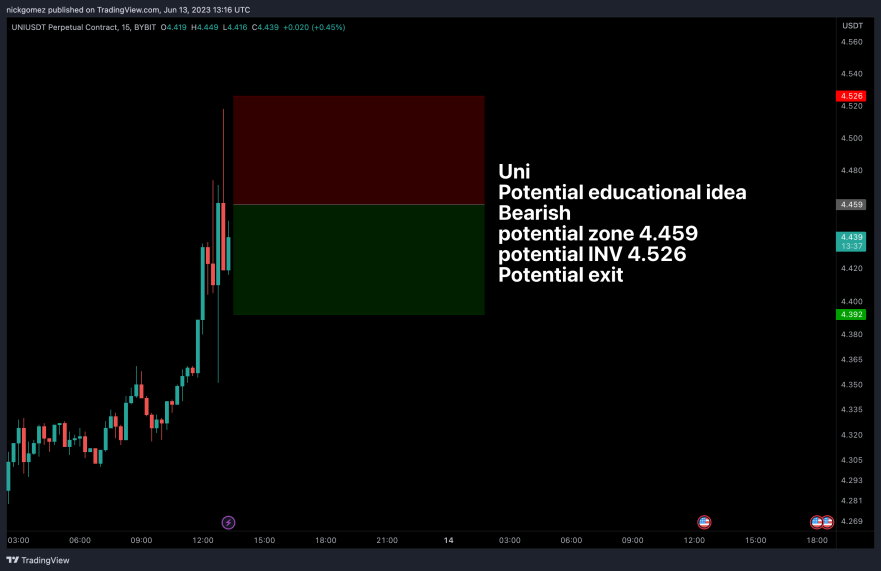 nickgomez published on TradingView.com, Jun 13, 2023 13:16 UTC
UNIUSDT Perpetual Contract, 15, BYBIT O4.419 H4.449 L4.416 C4.439 +0.020 (+0.45%)
USDT
4.560
4.540
4.526
4.520
4.500
4.480
4.459
4.439
13:37
4.420
4.400
4.392
4.380
4.365
4.350
4.335
4.320
4.305
4.293
4.281
4.269
Uni
Potential educational idea
Bearish
potential zone 4.459
potential INV 4.526
Potential exit
03:00 06:00 09:00 12:00 15:00 18:00 21:00 14 03:00 06:00 09:00 12:00 15:00 18:00
TradingView